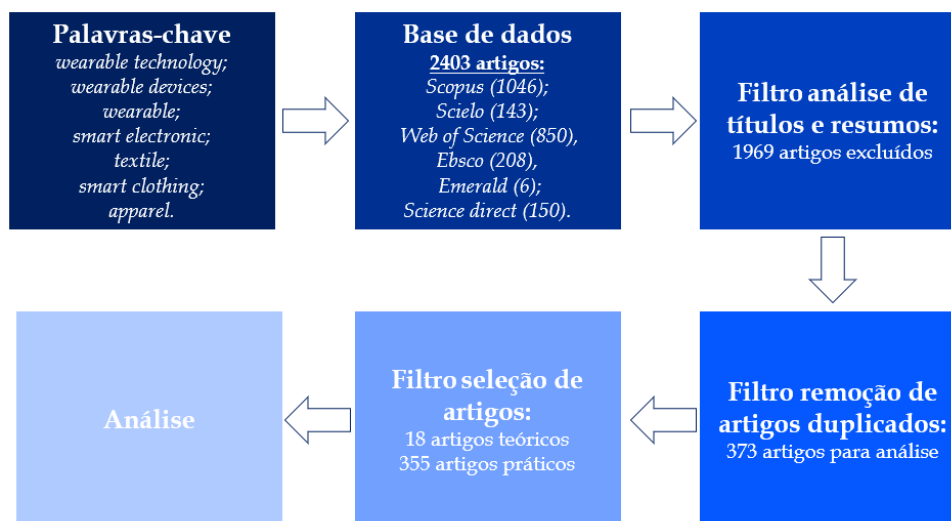 Palavras-chave
wearable technology;
wearable devices;
wearable;
smart electronic;
textile;
smart clothing;
apparel.
Base de dados
2403 artigos:
Scopus (1046);
Scielo (143);
Web of Science (850),
Ebsco (208),
Emerald (6);
Science direct (150).
Filtro análise de
títulos e resumos:
1969 artigos excluídos
Filtro remoção de
artigos duplicados:
373 artigos para análise
Filtro seleção de
artigos:
18 artigos teóricos
355 artigos práticos
Análise